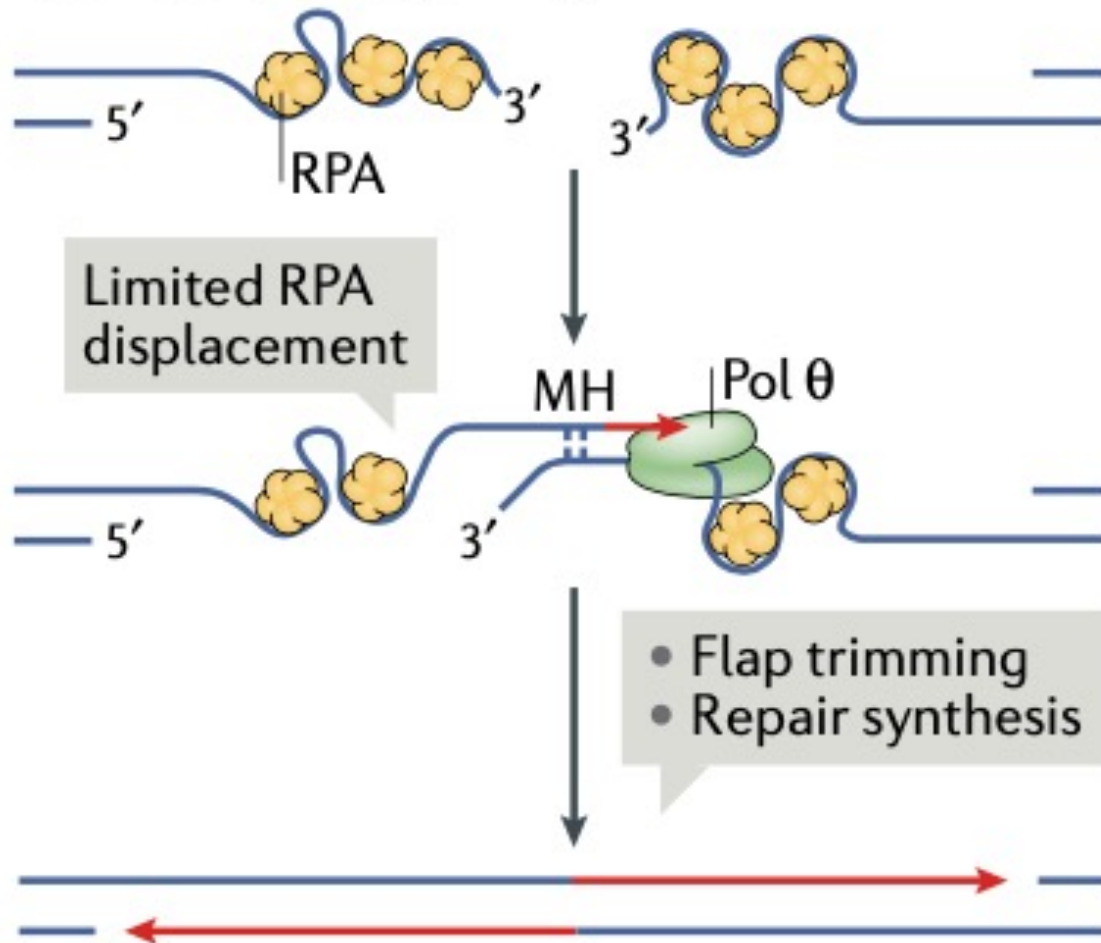 3′
5′
3′
RPA
Limited RPA
displacement
MH
Pol θ
5′
3′
• Flap trimming
• Repair synthesis